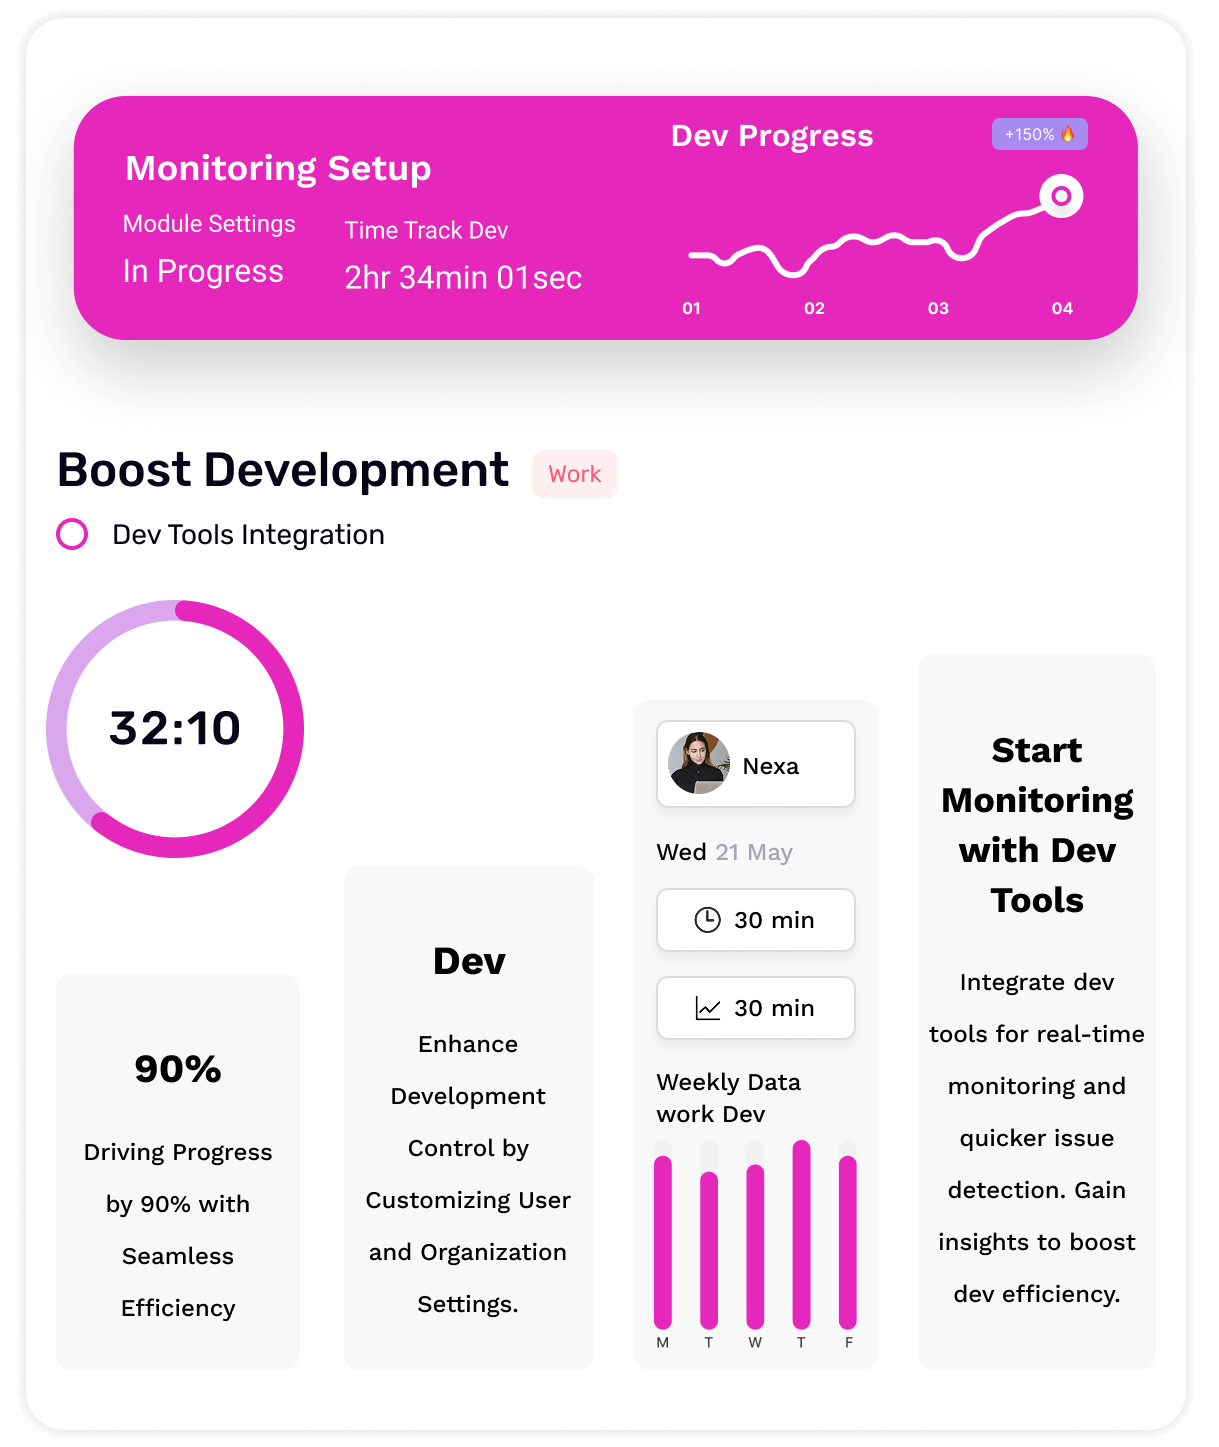 Monitoring Setup
Module Settings
In Progress
Time Track Dev
2hr 34min 01sec
Dev Progress
+150% 🔥
01
02
03
04
Boost Development
Work
Dev Tools Integration
32:10
90%
Driving Progress
by 90% with
Seamless
Efficiency
Dev
Enhance
Development
Control by
Customizing User
and Organization
Settings.
Nexa
Wed 21 May
30 min
30 min
Weekly Data
work Dev
M
T
W
T
F
Start
Monitoring
with Dev
Tools
Integrate dev
tools for real-time
monitoring and
quicker issue
detection. Gain
insights to boost
dev efficiency.